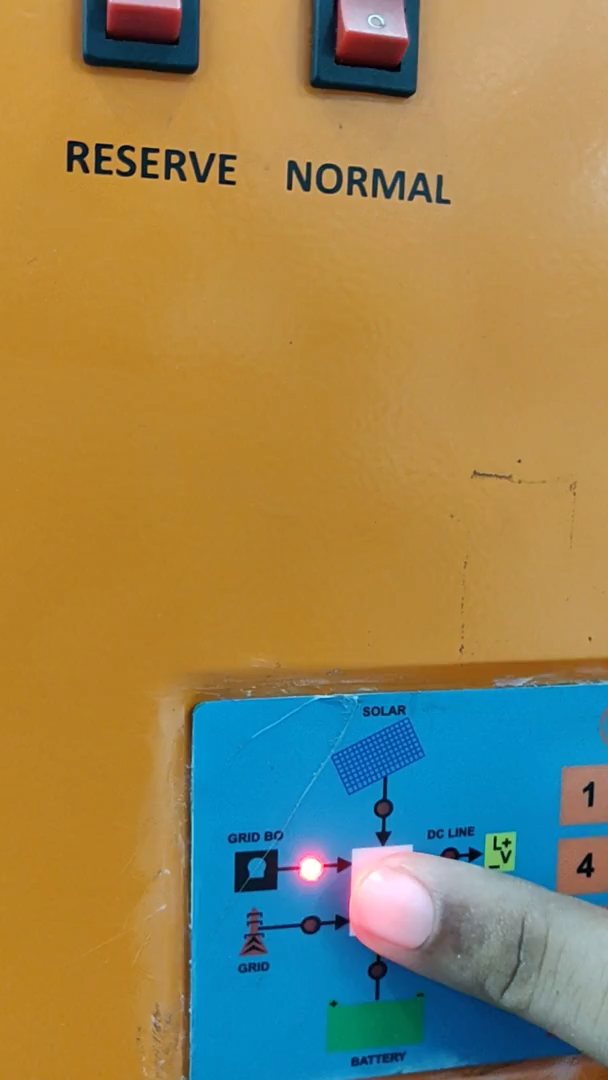 RESERVE NORMAL
SOLAR
1
GRID BO
DC LINE
L+
V
4
GRID
BATTERY